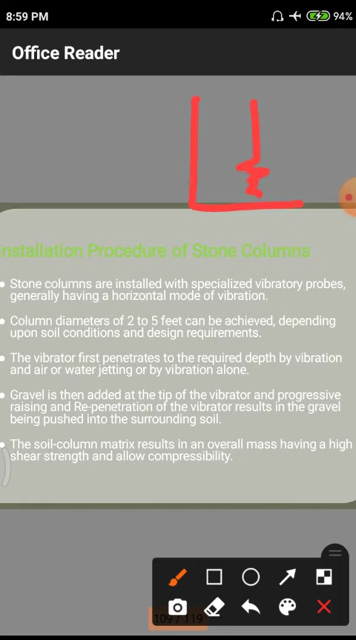 8:59 PM
94%
Office Reader
nstallation Procedure of Stone Columns
Stone columns are installed with specialized vibratory probes,
generally having a horizontal mode of vibration.
Column diameters of 2 to 5 feet can be achieved, depending
upon soil conditions and design requirements.
The vibrator first penetrates to the required depth by vibration
and air or water jetting or by vibration alone.
Gravel is then added at the tip of the vibrator and progressive
raising and Re-penetration of the vibrator results in the gravel
being pushed into the surrounding soil.
The soil-column matrix results in an overall mass having a high
shear strength and allow compressibility.
109 / 119